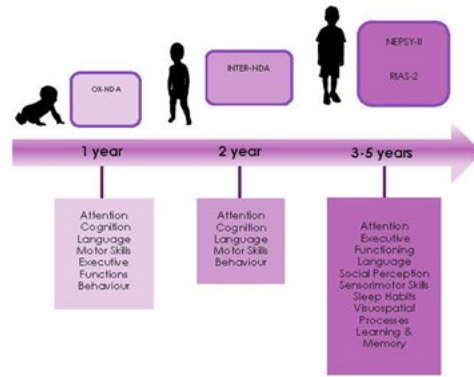 OX-NDA
INTER-NDA
NEPSY-II
RIAS-2
1 year
2 year
3-5 years
Attention
Cognition
Language
Motor Skills
Executive
Functions
Behaviour
Attention
Cognition
Language
Motor Skills
Behaviour
Attention
Executive
Functioning
Language
Social Perception
Sensorimotor Skills
Sleep Habits
Visuospatial
Processes
Learning &
Memory